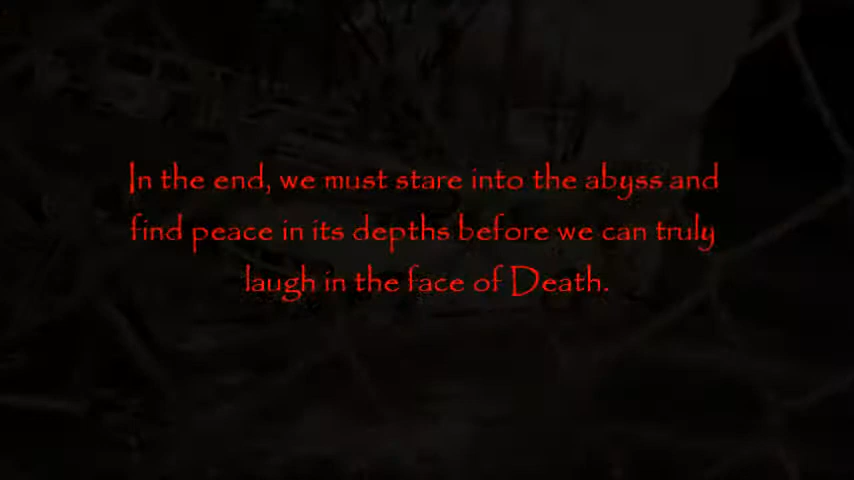 In the end, we must stare into the abyss and
find peace in its depths before we can truly
laugh in the face of Death.